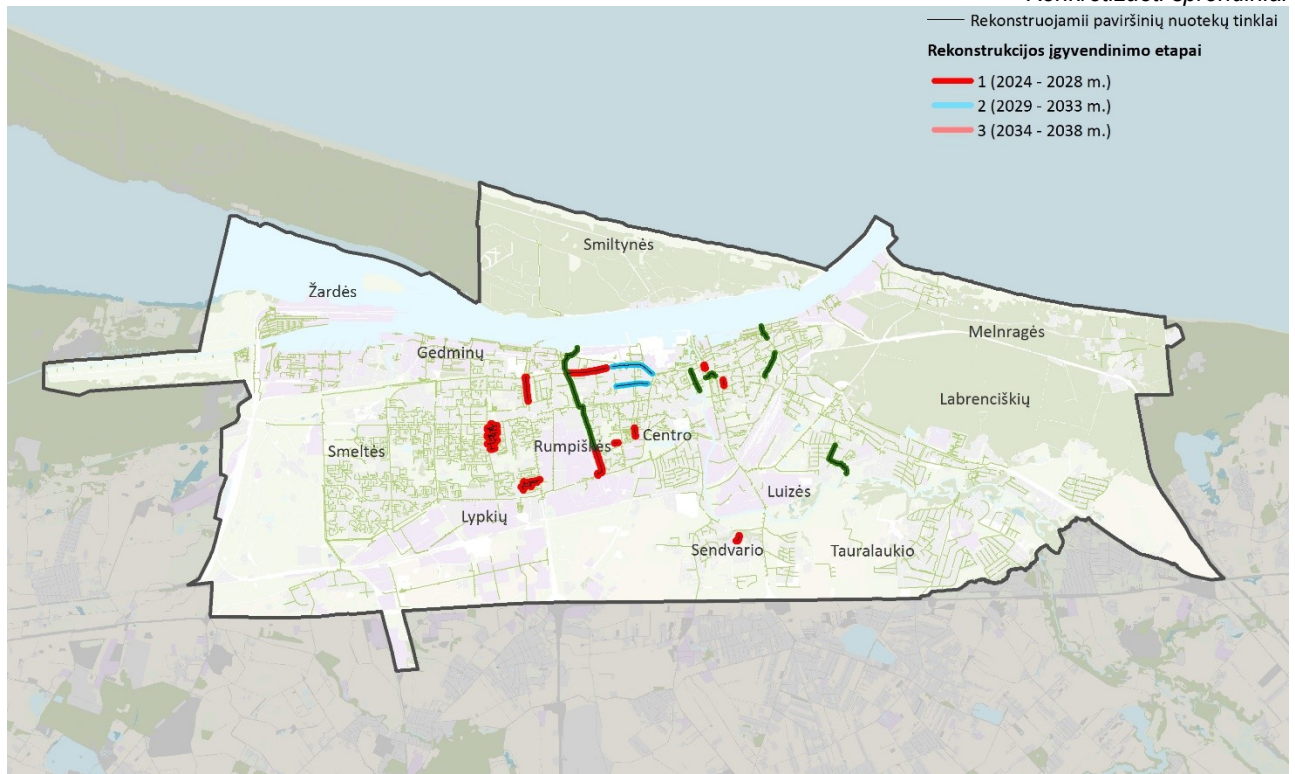 Rekonstruojamii paviršinių nuotekų tinklai
Rekonstrukcijos įgyvendinimo etapai
1 (2024 - 2028 m.)
2 (2029 - 2033 m.)
3 (2034 - 2038 m.)
Smiltynės
Žardės
Melnragės
Gedminų
Labrenciškių
Centro
Rumpiškės
Smeltės
Luizės
Lypkių
Sendvario
Tauralaukio